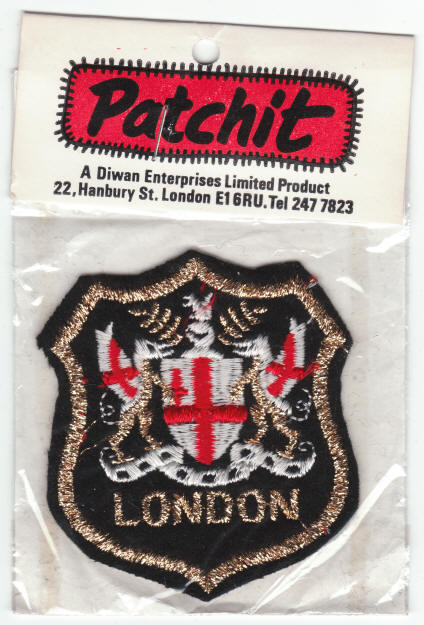 Patchit
A Diwan Enterprises Limited Product
22, Hanbury St. London E1 6RU. Tel 247 7823
LONDON